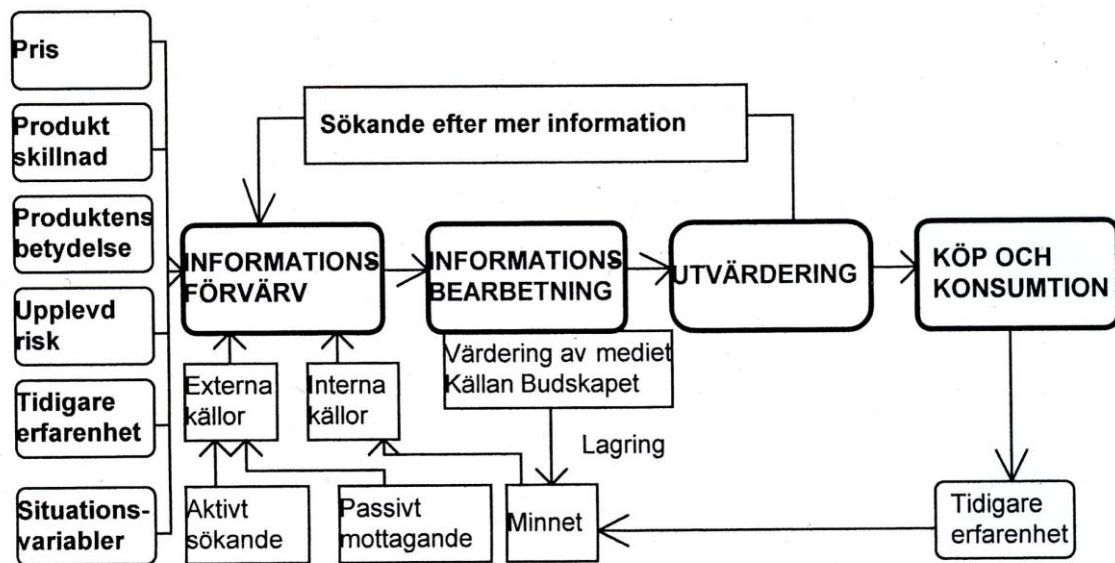 Pris
Produkt
skillnad
Produktens
betydelse
Upplevd
risk
Tidigare
erfarenhet
Situations-
variabler
Sökande efter mer information
INFORMATIONS
FÖRVÄRV
INFORMATIONS
BEARBETNING
UTVÄRDERING
KÖP OCH
KONSUMTION
Externa
källor
Interna
källor
Värdering av mediet
Källan Budskapet
Lagring
Aktivt
sökande
Passivt
mottagande
Minnet
Tidigare
erfarenhet